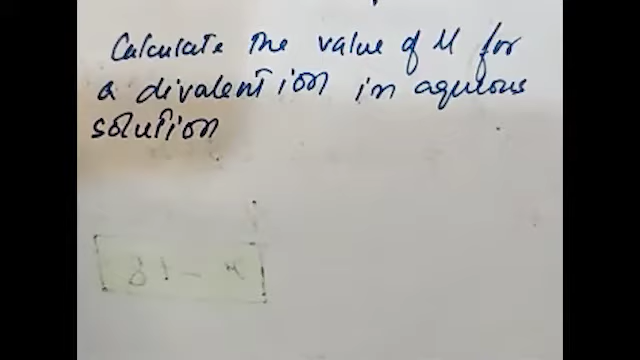 Calculate the value of M for
a divalent ion in aqueous
solution